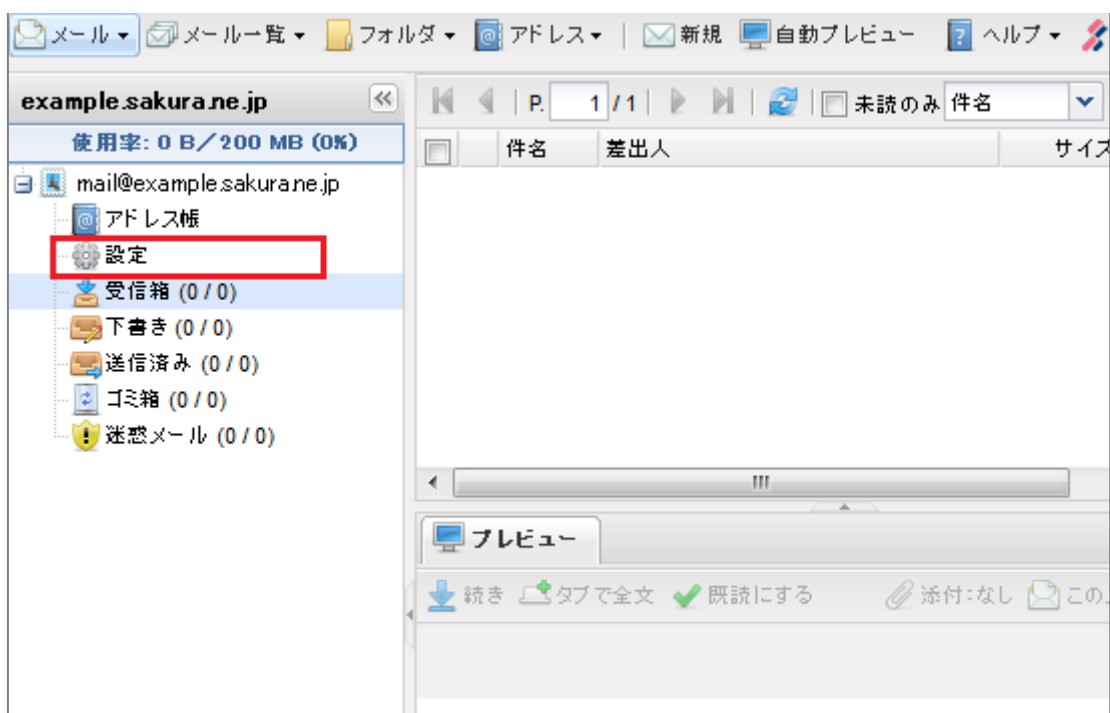 メール メール一覧 フォルダ アドレス 新規 自動プレビュー ヘルプ
example.sakura.ne.jp
P. 1 / 1 未読のみ 件名
使用率: 0 B／200 MB (0%)
件名 差出人 サイズ
mail@example.sakura.ne.jp
アドレス帳
設定
受信箱 (0 / 0)
下書き (0 / 0)
送信済み (0 / 0)
ゴミ箱 (0 / 0)
迷惑メール (0 / 0)
プレビュー
続き タブで全文 既読にする 添付:なし この